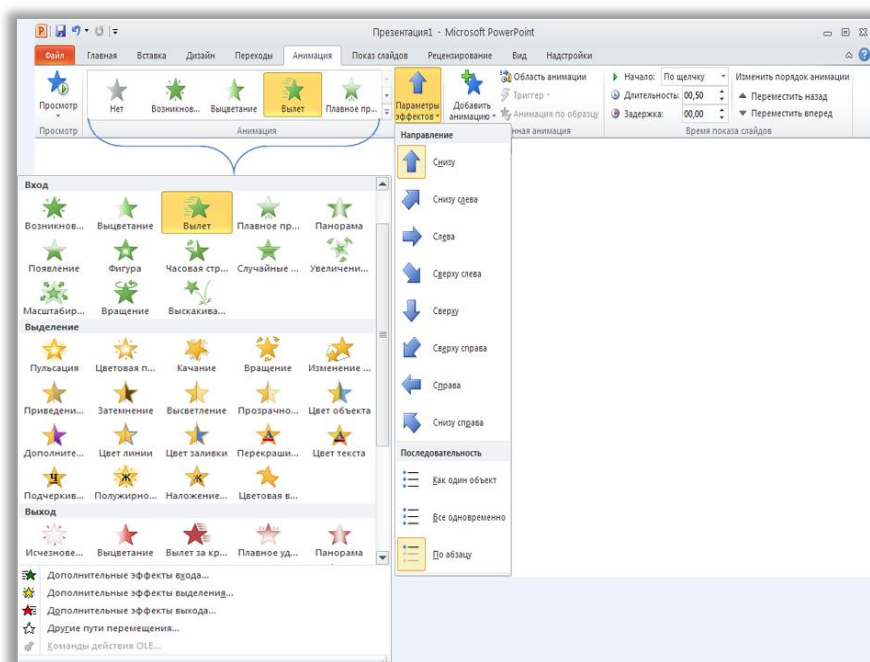 Презентация1 - Microsoft PowerPoint
Файл Главная Вставка Дизайн Переходы Анимация Показ слайдов Рецензирование Вид Надстройки
Просмотр
Нет Возникнов... Выцветание Вылет Плавное пр...
Параметры эффектов
Добавить анимацию
Область анимации
Триггер
Анимация по образцу
Начало: По щелчку
Длительность: 00,50
Задержка: 00,00
Изменить порядок анимации
Переместить назад
Переместить вперед
Просмотр Анимация нная анимация Время показа слайдов
Вход
Возникнов... Выцветание Вылет Плавное пр... Панорама
Появление Фигура Часовая стр... Случайные ... Увеличени...
Масштабир... Вращение Выскакива...
Выделение
Пульсация Цветовая п... Качание Вращение Изменение ...
Приведени... Затемнение Высветление Прозрачно... Цвет объекта
Дополните... Цвет линии Цвет заливки Перекраши... Цвет текста
Подчеркив... Полужирно... Наложение... Цветовая в...
Выход
Исчезнове... Выцветание Вылет за кр... Плавное уд... Панорама
Дополнительные эффекты входа...
Дополнительные эффекты выделения...
Дополнительные эффекты выхода...
Другие пути перемещения...
Команды действия OLE...
Направление
Снизу
Снизу слева
Слева
Сверху слева
Сверху
Сверху справа
Справа
Снизу справа
Последовательность
Как один объект
Все одновременно
По абзацу